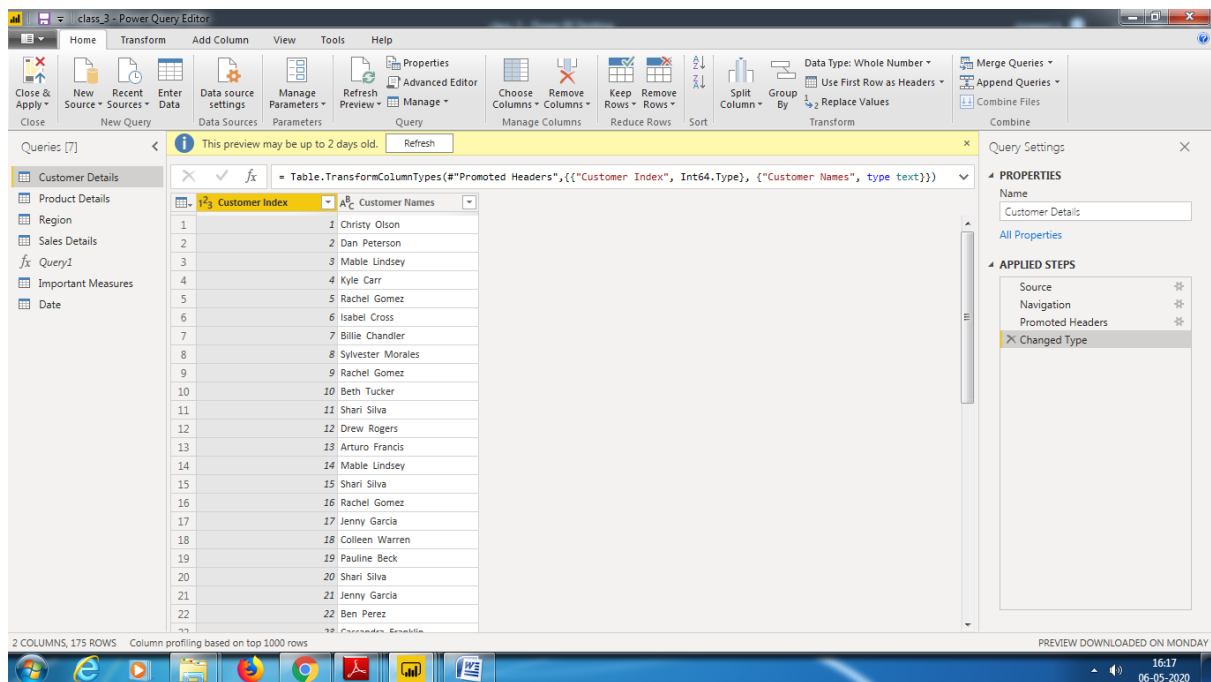 class_3 - Power Query Editor
Home Transform Add Column View Tools Help
Close & Apply
New Source
Recent Sources
Enter Data
Data source settings
Manage Parameters
Refresh Preview
Properties
Advanced Editor
Manage
Choose Columns
Remove Columns
Keep Rows
Remove Rows
Split Column
Group By
Data Type: Whole Number
Use First Row as Headers
Replace Values
Merge Queries
Append Queries
Combine Files
Close New Query Data Sources Parameters Query Manage Columns Reduce Rows Sort Transform Combine
Queries [7]
Customer Details
Product Details
Region
Sales Details
fx Query1
Important Measures
Date
This preview may be up to 2 days old. Refresh
fx = Table.TransformColumnTypes(#"Promoted Headers",{{"Customer Index", Int64.Type}, {"Customer Names", type text}})
123 Customer Index ABC Customer Names
1 1 Christy Olson
2 2 Dan Peterson
3 3 Mable Lindsey
4 4 Kyle Carr
5 5 Rachel Gomez
6 6 Isabel Cross
7 7 Billie Chandler
8 8 Sylvester Morales
9 9 Rachel Gomez
10 10 Beth Tucker
11 11 Shari Silva
12 12 Drew Rogers
13 13 Arturo Francis
14 14 Mable Lindsey
15 15 Shari Silva
16 16 Rachel Gomez
17 17 Jenny Garcia
18 18 Colleen Warren
19 19 Pauline Beck
20 20 Shari Silva
21 21 Jenny Garcia
22 22 Ben Perez
23 23 Cassandra Franklin
Query Settings
PROPERTIES
Name
Customer Details
All Properties
APPLIED STEPS
Source
Navigation
Promoted Headers
Changed Type
2 COLUMNS, 175 ROWS Column profiling based on top 1000 rows
PREVIEW DOWNLOADED ON MONDAY
16:17
06-05-2020